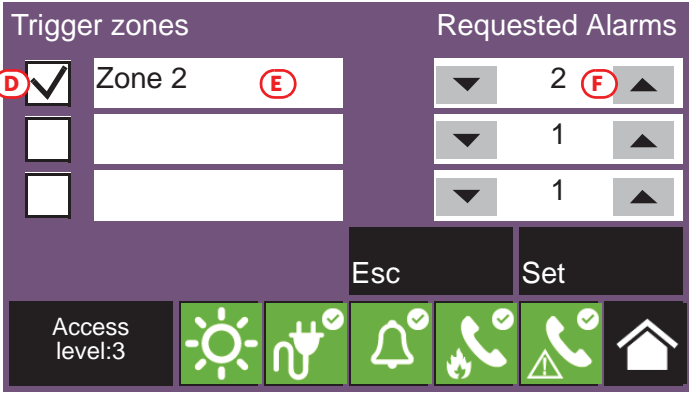 Trigger zones Requested Alarms
D Zone 2 E 2 F
1
1
Esc Set
Access
level:3